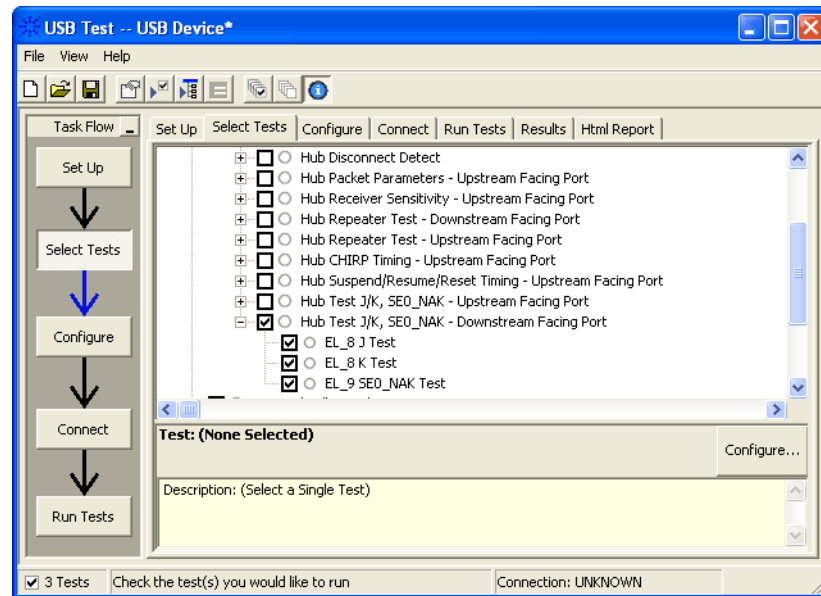 USB Test -- USB Device*
File View Help
Task Flow
Set Up
Select Tests
Configure
Connect
Run Tests
Set Up Select Tests Configure Connect Run Tests Results Html Report
Hub Disconnect Detect
Hub Packet Parameters - Upstream Facing Port
Hub Receiver Sensitivity - Upstream Facing Port
Hub Repeater Test - Downstream Facing Port
Hub Repeater Test - Upstream Facing Port
Hub CHIRP Timing - Upstream Facing Port
Hub Suspend/Resume/Reset Timing - Upstream Facing Port
Hub Test J/K, SE0_NAK - Upstream Facing Port
Hub Test J/K, SE0_NAK - Downstream Facing Port
EL_8 J Test
EL_8 K Test
EL_9 SE0_NAK Test
Test: (None Selected)
Configure...
Description: (Select a Single Test)
3 Tests Check the test(s) you would like to run Connection: UNKNOWN